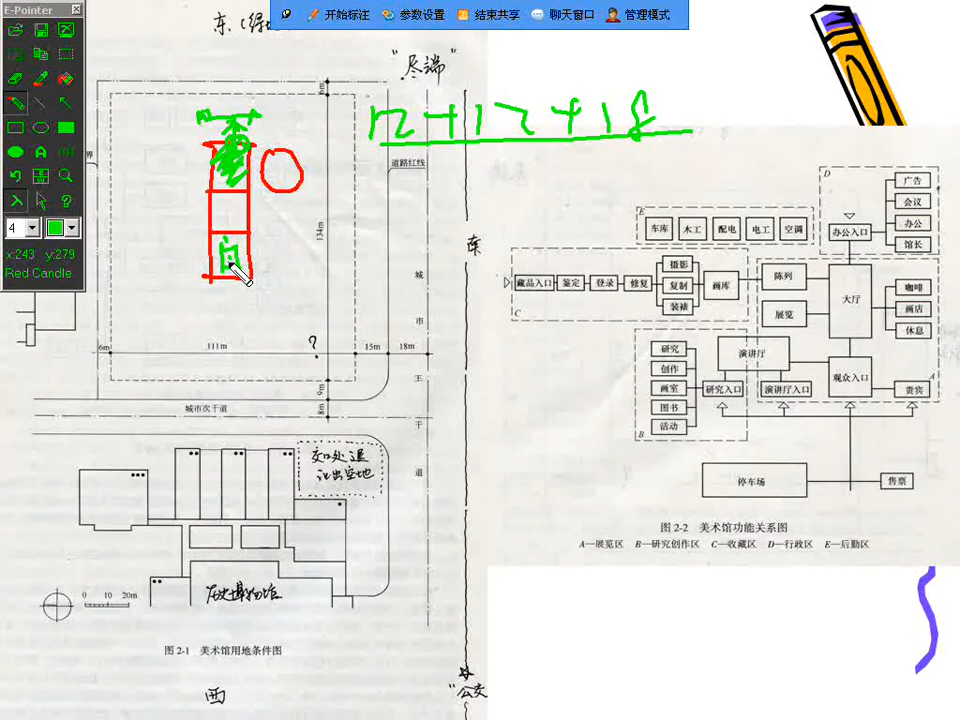 E-Pointer
开始标注 参数设置 结束共享 聊天窗口 管理模式
4
x:243 y:279
Red Candle
"尽端"
12+12+18
道路红线
界
6m
134m
城
市
主
干
道
6m
111m
15m
18m
?
9m
8m
城市次干道
交口处退
让出空地
历史博物馆
0 10 20m
图 2-1 美术馆用地条件图
西
"公交
D
广告
会议
办公
馆长
办公入口
E
车库 木工 配电 电工 空调
藏品入口 鉴定 登录 修复
摄影
复制
装裱
画库
C
陈列
展览
大厅
咖啡
画店
休息
研究
创作
画室
图书
活动
演讲厅
研究入口
演讲厅入口
观众入口
贵宾
A
B
停车场
售票
图 2-2 美术馆功能关系图
A—展览区 B—研究创作区 C—收藏区 D—行政区 E—后勤区